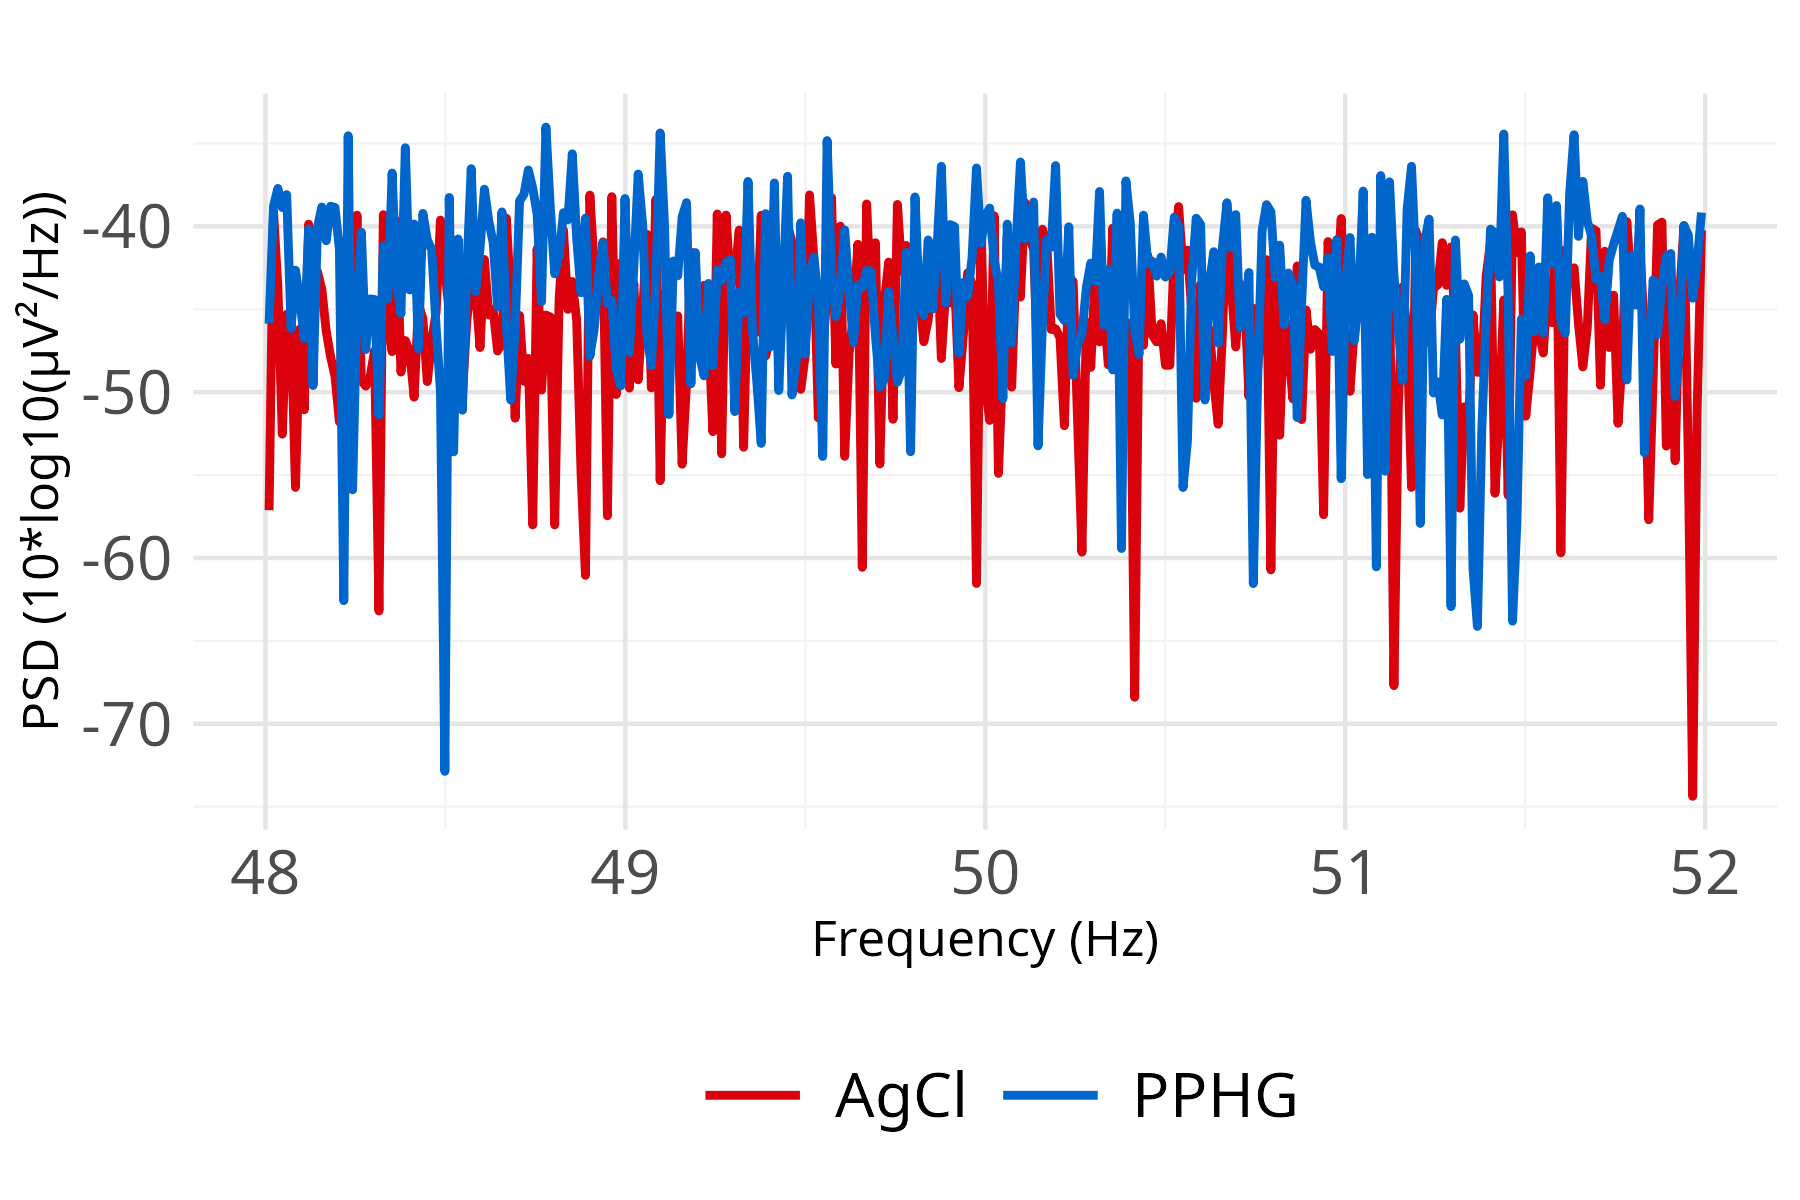 PSD (10*log10(µV²/Hz))
-40
-50
-60
-70
48 49 50 51 52
Frequency (Hz)
AgCl PPHG